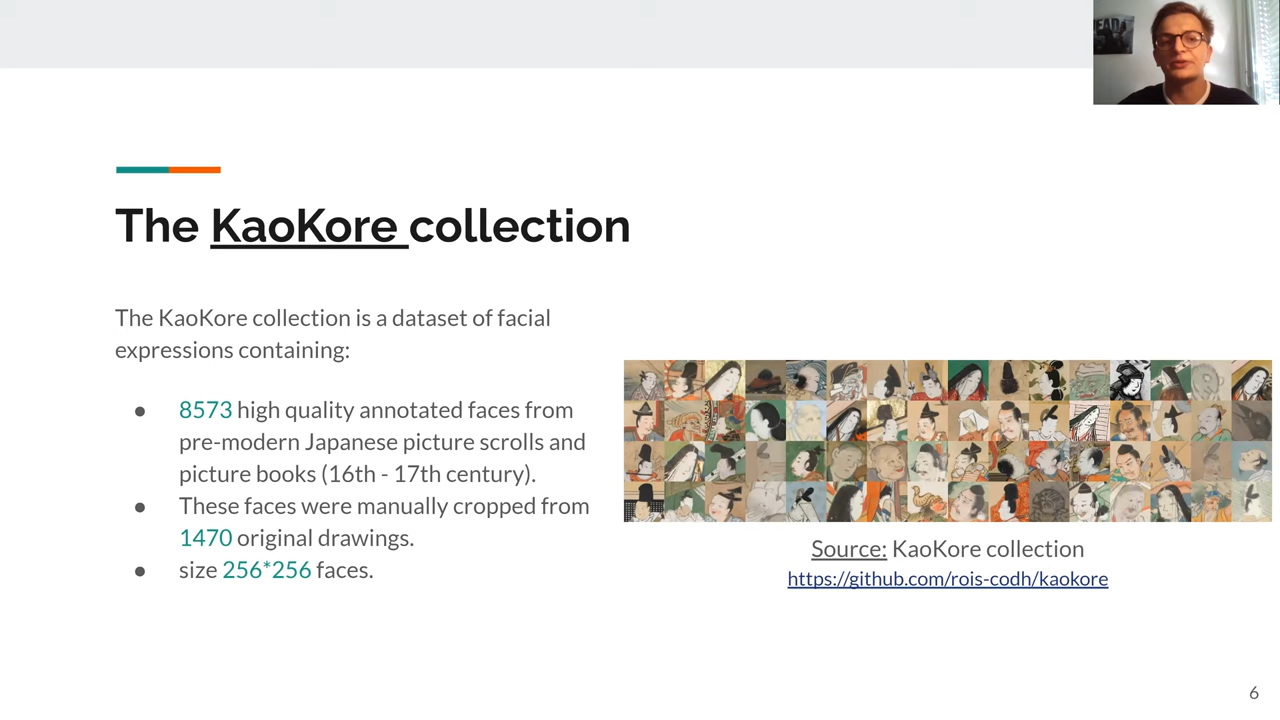 The KaoKore collection
The KaoKore collection is a dataset of facial
expressions containing:
● 8573 high quality annotated faces from
pre-modern Japanese picture scrolls and
picture books (16th - 17th century).
● These faces were manually cropped from
1470 original drawings.
● size 256*256 faces.
Source: KaoKore collection
https://github.com/rois-codh/kaokore
6